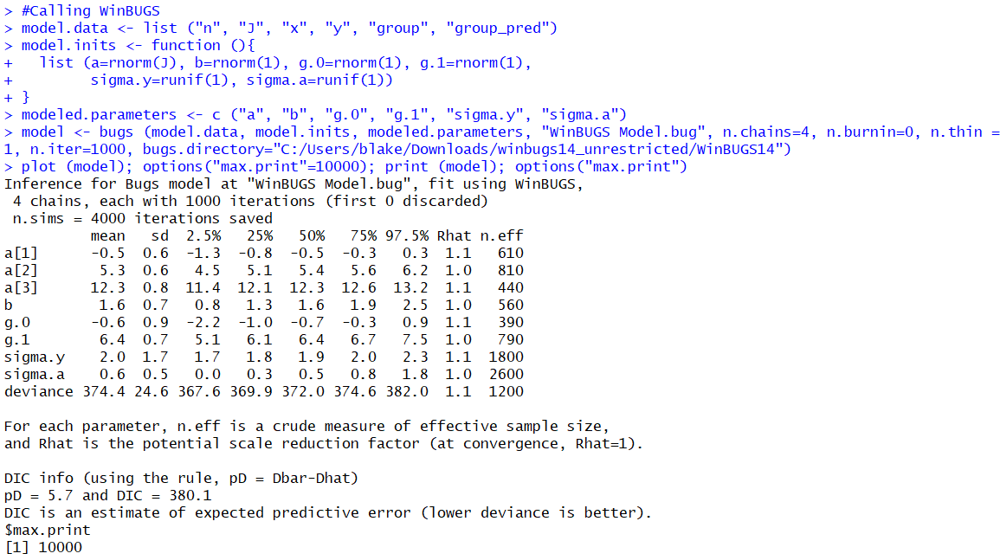 > #Calling WinBUGS
> model.data <- list ("n", "J", "x", "y", "group", "group_pred")
> model.inits <- function (){
+   list (a=rnorm(J), b=rnorm(1), g.0=rnorm(1), g.1=rnorm(1),
+         sigma.y=runif(1), sigma.a=runif(1))
+ }
> modeled.parameters <- c ("a", "b", "g.0", "g.1", "sigma.y", "sigma.a")
> model <- bugs (model.data, model.inits, modeled.parameters, "WinBUGS Model.bug", n.chains=4, n.burnin=0, n.thin =
1, n.iter=1000, bugs.directory="C:/Users/blake/Downloads/winbugs14_unrestricted/WinBUGS14")
> plot (model); options("max.print"=10000); print (model); options("max.print")
Inference for Bugs model at "WinBUGS Model.bug", fit using WinBUGS,
 4 chains, each with 1000 iterations (first 0 discarded)
 n.sims = 4000 iterations saved
          mean   sd  2.5%   25%   50%   75% 97.5% Rhat n.eff
a[1]      -0.5  0.6  -1.3  -0.8  -0.5  -0.3   0.3  1.1   610
a[2]       5.3  0.6   4.5   5.1   5.4   5.6   6.2  1.0   810
a[3]      12.3  0.8  11.4  12.1  12.3  12.6  13.2  1.1   440
b          1.6  0.7   0.8   1.3   1.6   1.9   2.5  1.0   560
g.0       -0.6  0.9  -2.2  -1.0  -0.7  -0.3   0.9  1.1   390
g.1        6.4  0.7   5.1   6.1   6.4   6.7   7.5  1.0   790
sigma.y    2.0  1.7   1.7   1.8   1.9   2.0   2.3  1.1  1800
sigma.a    0.6  0.5   0.0   0.3   0.5   0.8   1.8  1.0  2600
deviance 374.4 24.6 367.6 369.9 372.0 374.6 382.0  1.1  1200

For each parameter, n.eff is a crude measure of effective sample size,
and Rhat is the potential scale reduction factor (at convergence, Rhat=1).

DIC info (using the rule, pD = Dbar-Dhat)
pD = 5.7 and DIC = 380.1
DIC is an estimate of expected predictive error (lower deviance is better).
$max.print
[1] 10000